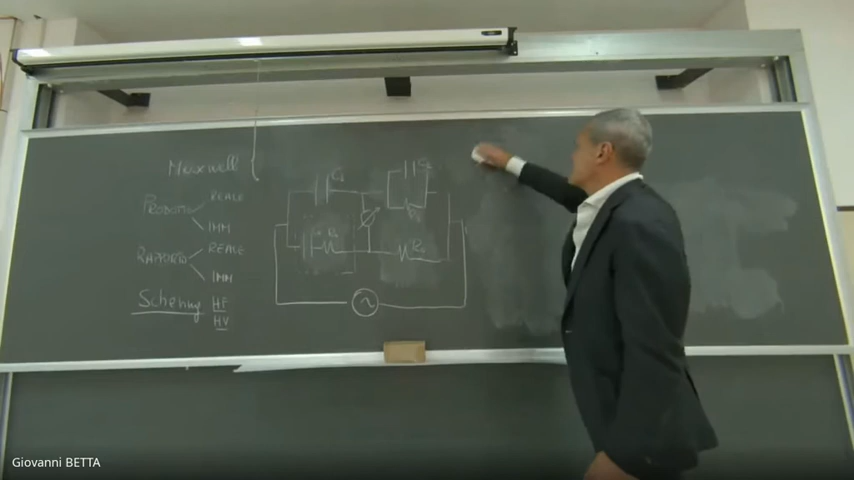 Maxwell
PRODOTTO REALE
IMM
RAPPORTO REALE
IMM
Schering HF
HV
Giovanni BETTA